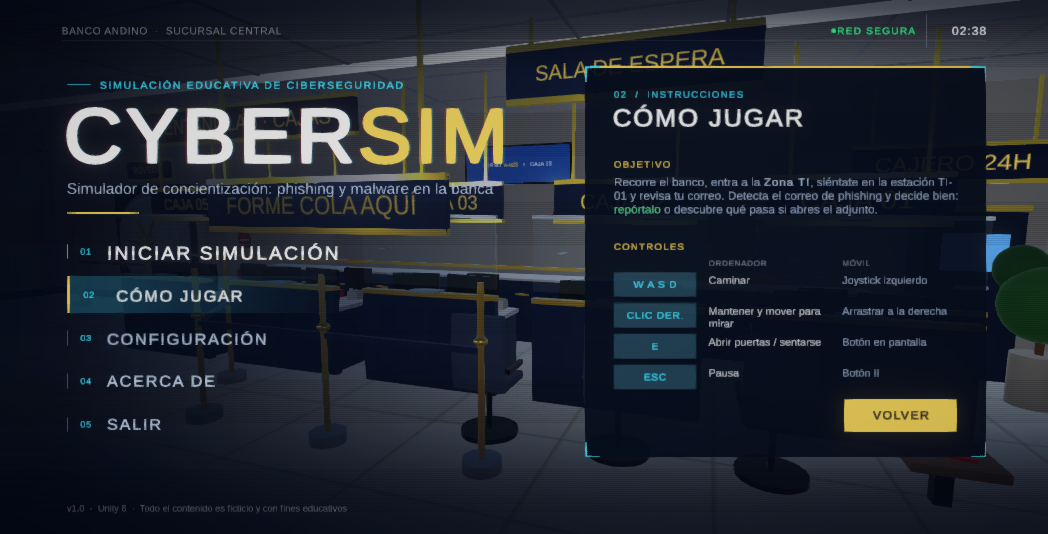 BANCO ANDINO · SUCURSAL CENTRAL
RED SEGURA
02:38
SALA DE ESPERA
SIMULACIÓN EDUCATIVA DE CIBERSEGURIDAD
CYBERSIM
Simulador de concientización: phishing y malware en la banca
CAJA 05
FORME COLA AQUÍ
A 03
CAJA 03
CAJERO 24H
01 INICIAR SIMULACIÓN
02 CÓMO JUGAR
03 CONFIGURACIÓN
04 ACERCA DE
05 SALIR
02 / INSTRUCCIONES
CÓMO JUGAR
OBJETIVO
Recorre el banco, entra a la Zona TI, siéntate en la estación TI-
01 y revisa tu correo. Detecta el correo de phishing y decide bien:
repórtalo o descubre qué pasa si abres el adjunto.
CONTROLES
ORDENADOR MÓVIL
W A S D Caminar Joystick izquierdo
CLIC DER. Mantener y mover para Arrastrar a la derecha
mirar
E Abrir puertas / sentarse Botón en pantalla
ESC Pausa Botón II
VOLVER
v1.0 · Unity 6 · Todo el contenido es ficticio y con fines educativos